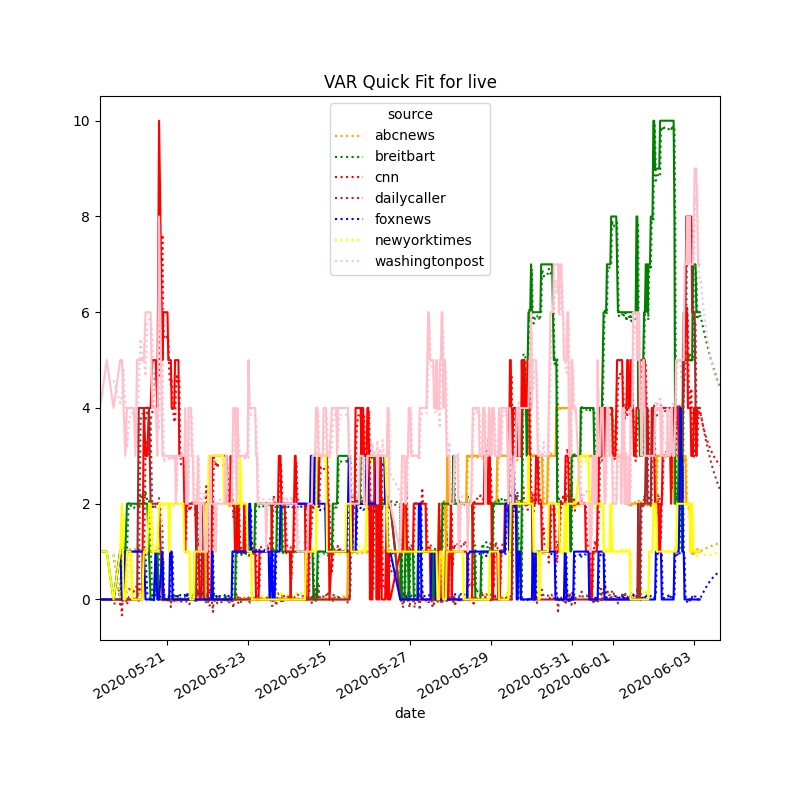 VAR Quick Fit for live
source
abcnews
breitbart
cnn
dailycaller
foxnews
newyorktimes
washingtonpost
10
8
6
4
2
0
2020-05-21
2020-05-23
2020-05-25
2020-05-27
2020-05-29
2020-05-31
2020-06-01
2020-06-03
date